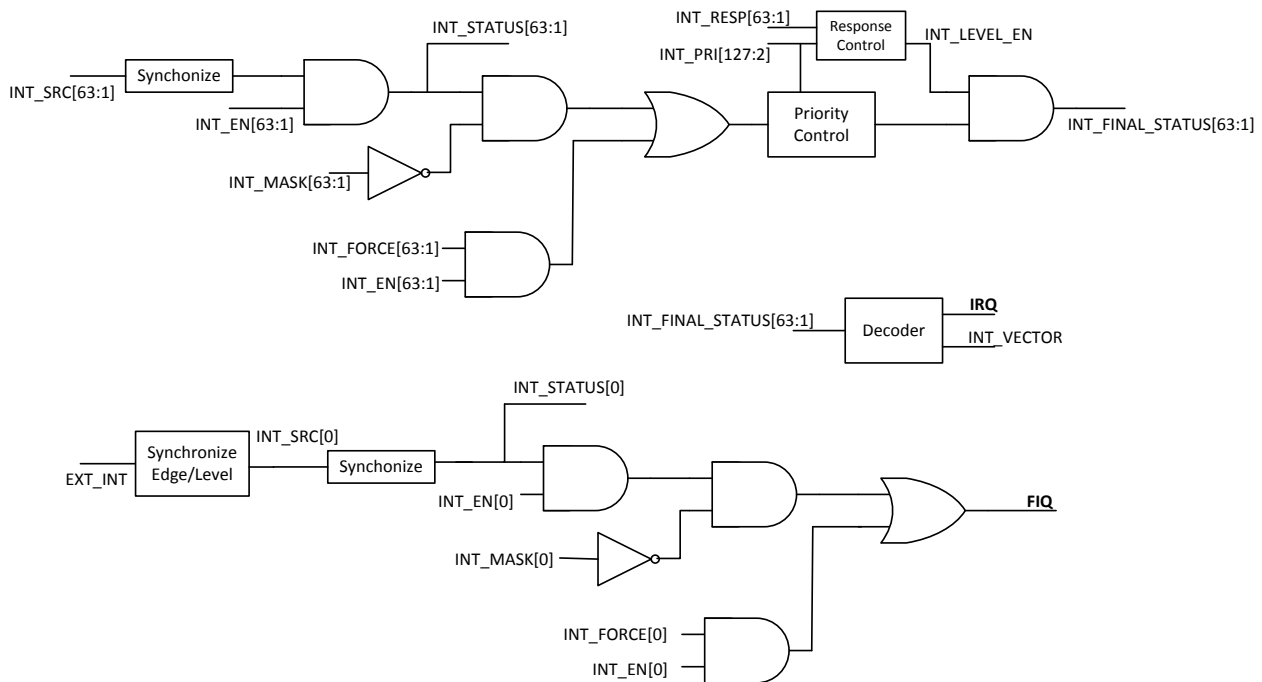 INT_STATUS[63:1]
INT_RESP[63:1]
Response
Control
INT_LEVEL_EN
INT_PRI[127:2]
Synchonize
INT_SRC[63:1]
INT_EN[63:1]
Priority
Control
INT_FINAL_STATUS[63:1]
INT_MASK[63:1]
INT_FORCE[63:1]
INT_EN[63:1]
IRQ
INT_FINAL_STATUS[63:1]
Decoder
INT_VECTOR
INT_STATUS[0]
INT_SRC[0]
Synchronize
Edge/Level
Synchonize
EXT_INT
INT_EN[0]
FIQ
INT_MASK[0]
INT_FORCE[0]
INT_EN[0]